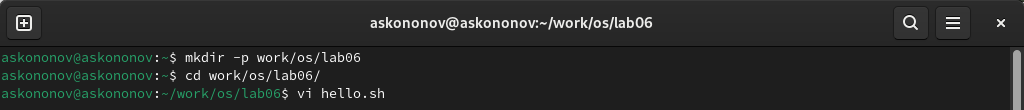 askononov@askononov:~/work/os/lab06
askononov@askononov:~$ mkdir -p work/os/lab06
askononov@askononov:~$ cd work/os/lab06/
askononov@askononov:~/work/os/lab06$ vi hello.sh